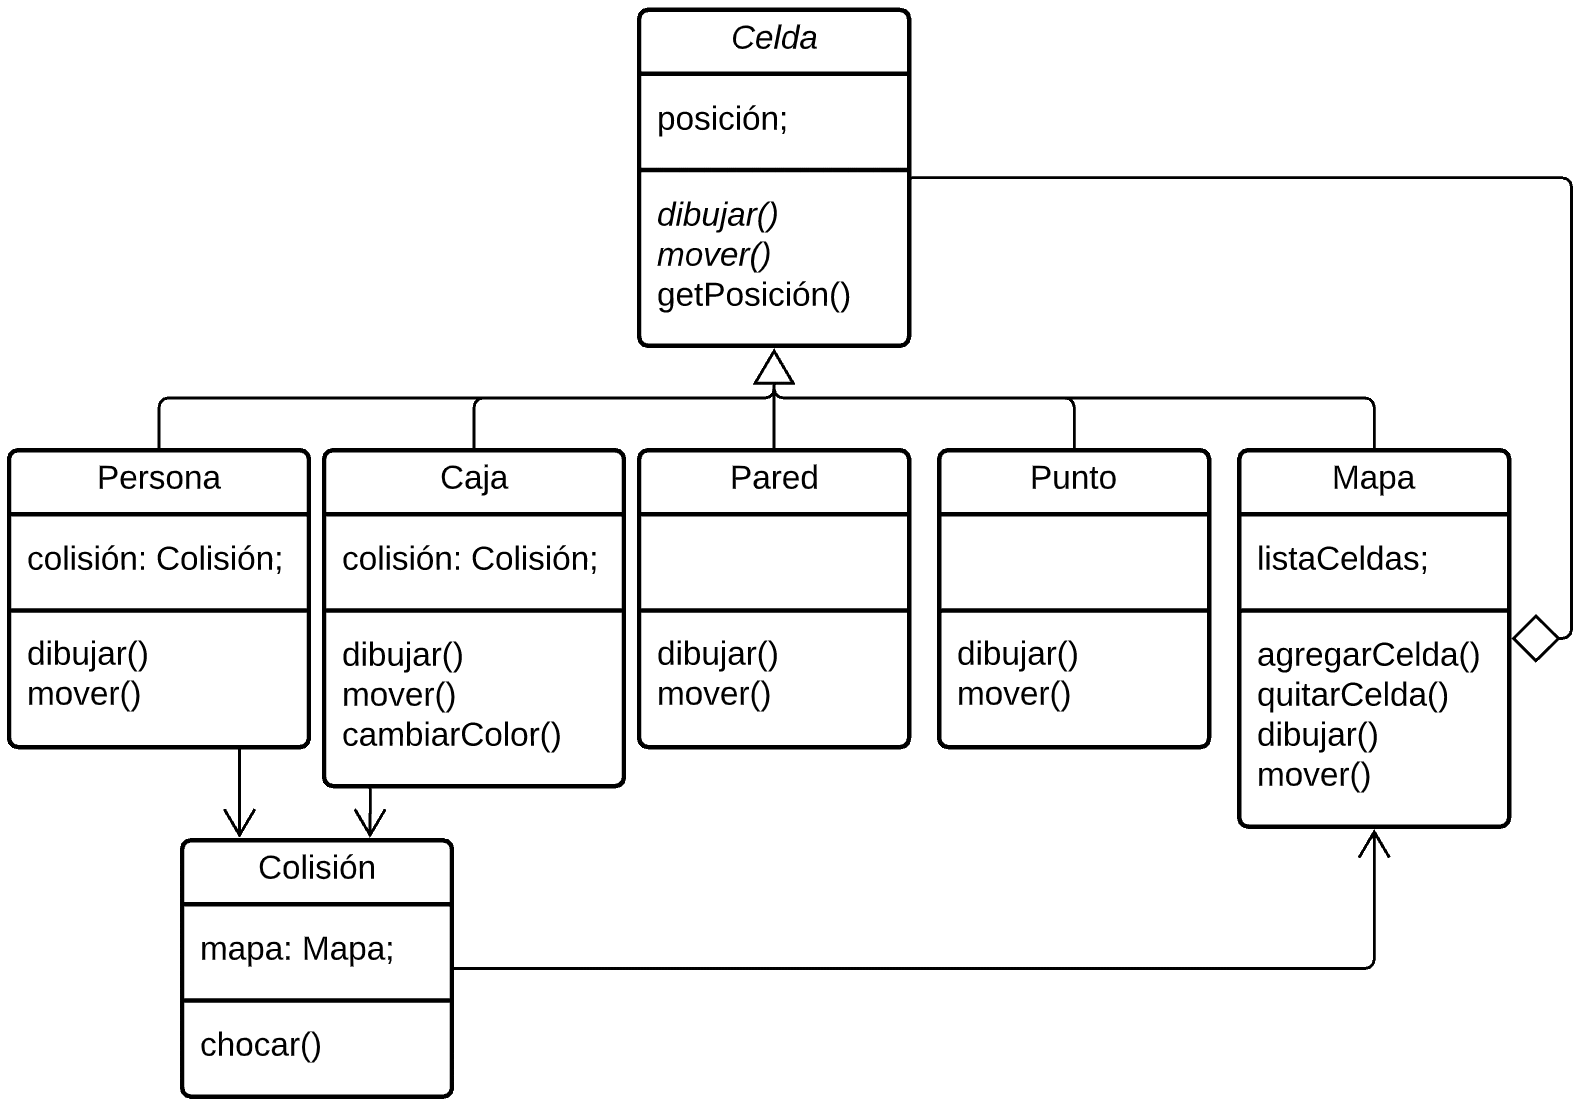 Celda
posición;
dibujar()
mover()
getPosición()
Persona
colisión: Colisión;
dibujar()
mover()
Caja
colisión: Colisión;
dibujar()
mover()
cambiarColor()
Pared
dibujar()
mover()
Punto
dibujar()
mover()
Mapa
listaCeldas;
agregarCelda()
quitarCelda()
dibujar()
mover()
Colisión
mapa: Mapa;
chocar()